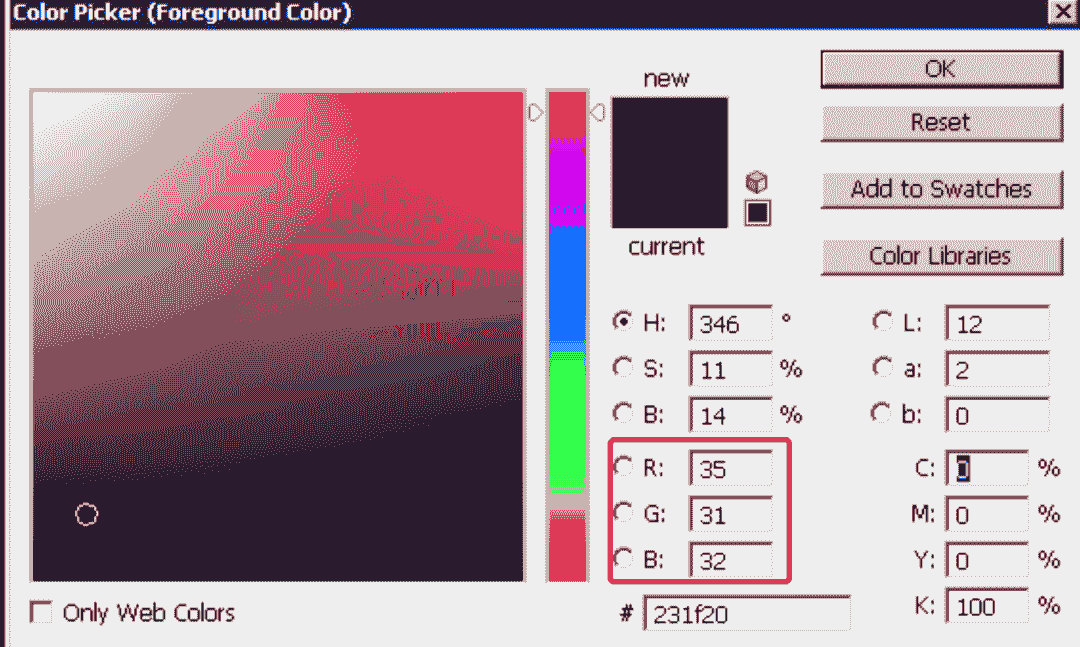 Color Picker (Foreground Color)
new
current
OK
Reset
Add to Swatches
Color Libraries
H: 346 °
S: 11 %
B: 14 %
R: 35
G: 31
B: 32
# 231f20
L: 12
a: 2
b: 0
C: 0 %
M: 0 %
Y: 0 %
K: 100 %
Only Web Colors